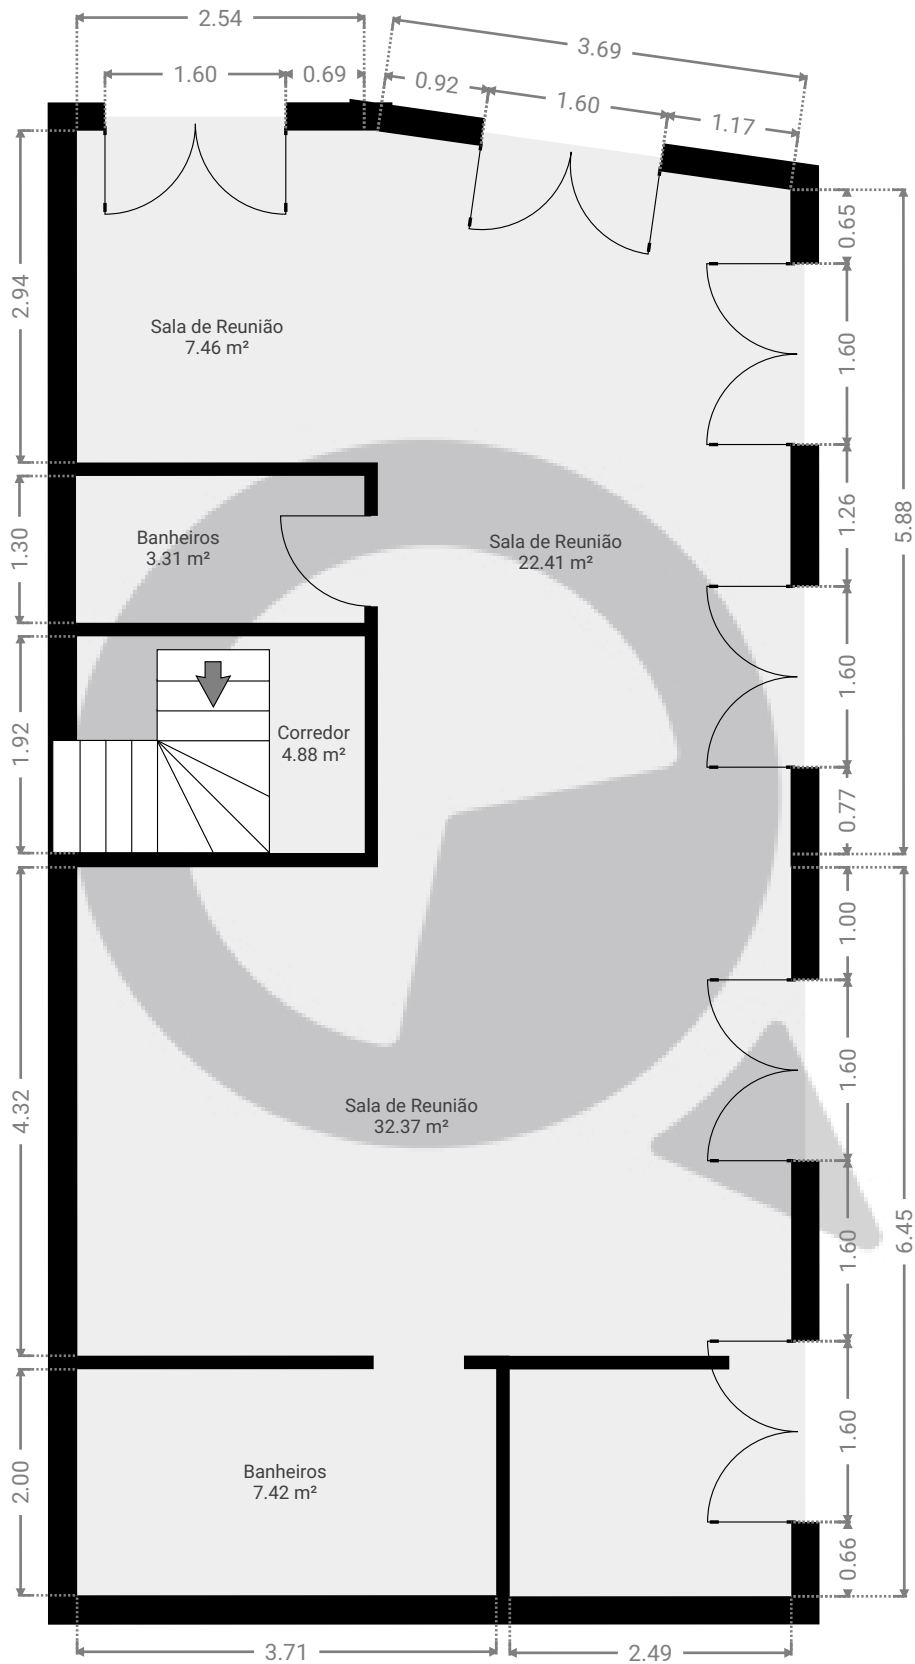 2.54
3.69
1.60
0.69
0.92
1.60
1.17
0.65
2.94
Sala de Reunião
7.46 m²
1.60
5.88
1.26
1.30
Banheiros
3.31 m²
Sala de Reunião
22.41 m²
1.60
1.92
Corredor
4.88 m²
0.77
1.00
1.60
4.32
Sala de Reunião
32.37 m²
1.60
6.45
1.60
2.00
Banheiros
7.42 m²
0.66
3.71
2.49